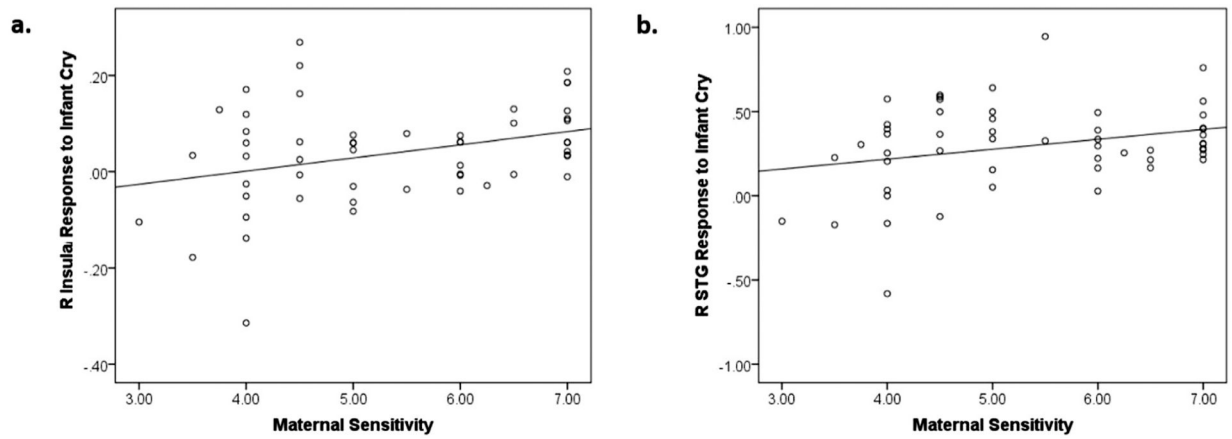 a.
R Insula Response to Infant Cry
.20
.00
-.20
-.40
3.00 4.00 5.00 6.00 7.00
Maternal Sensitivity
b.
R STG Response to Infant Cry
1.00
.50
0.00
-.50
-1.00
3.00 4.00 5.00 6.00 7.00
Maternal Sensitivity